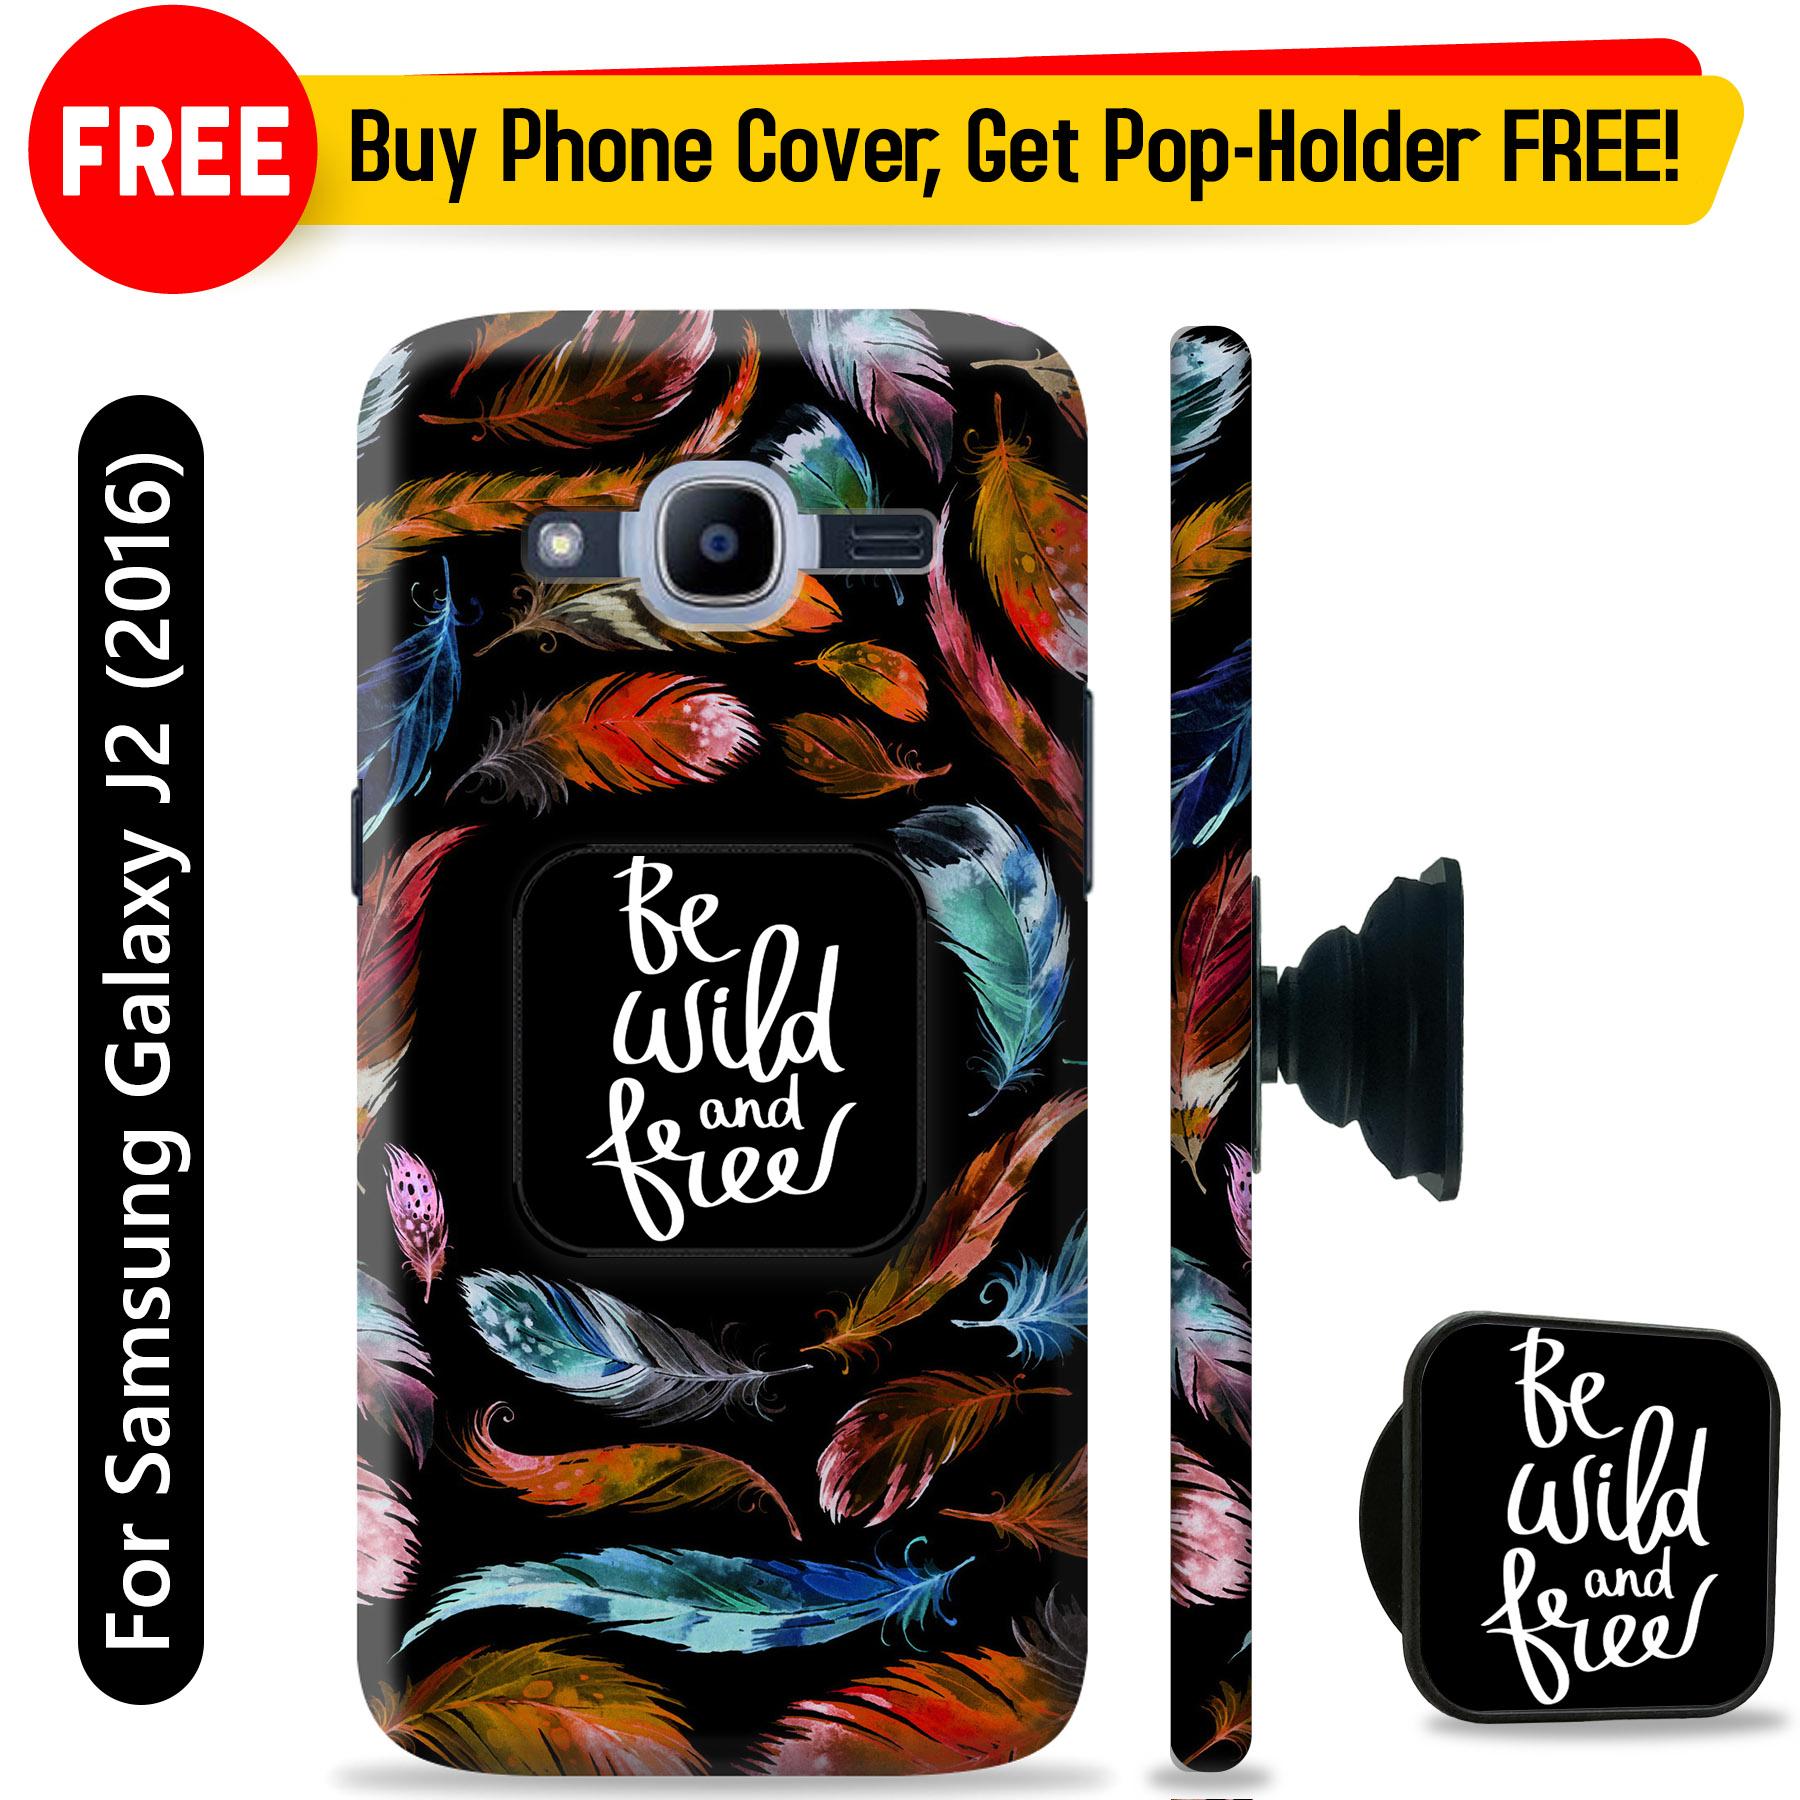 FREE
Buy Phone Cover, Get Pop-Holder FREE!
For Samsung Galaxy J2 (2016)
Be
wild
and
free
Be
wild
and
free